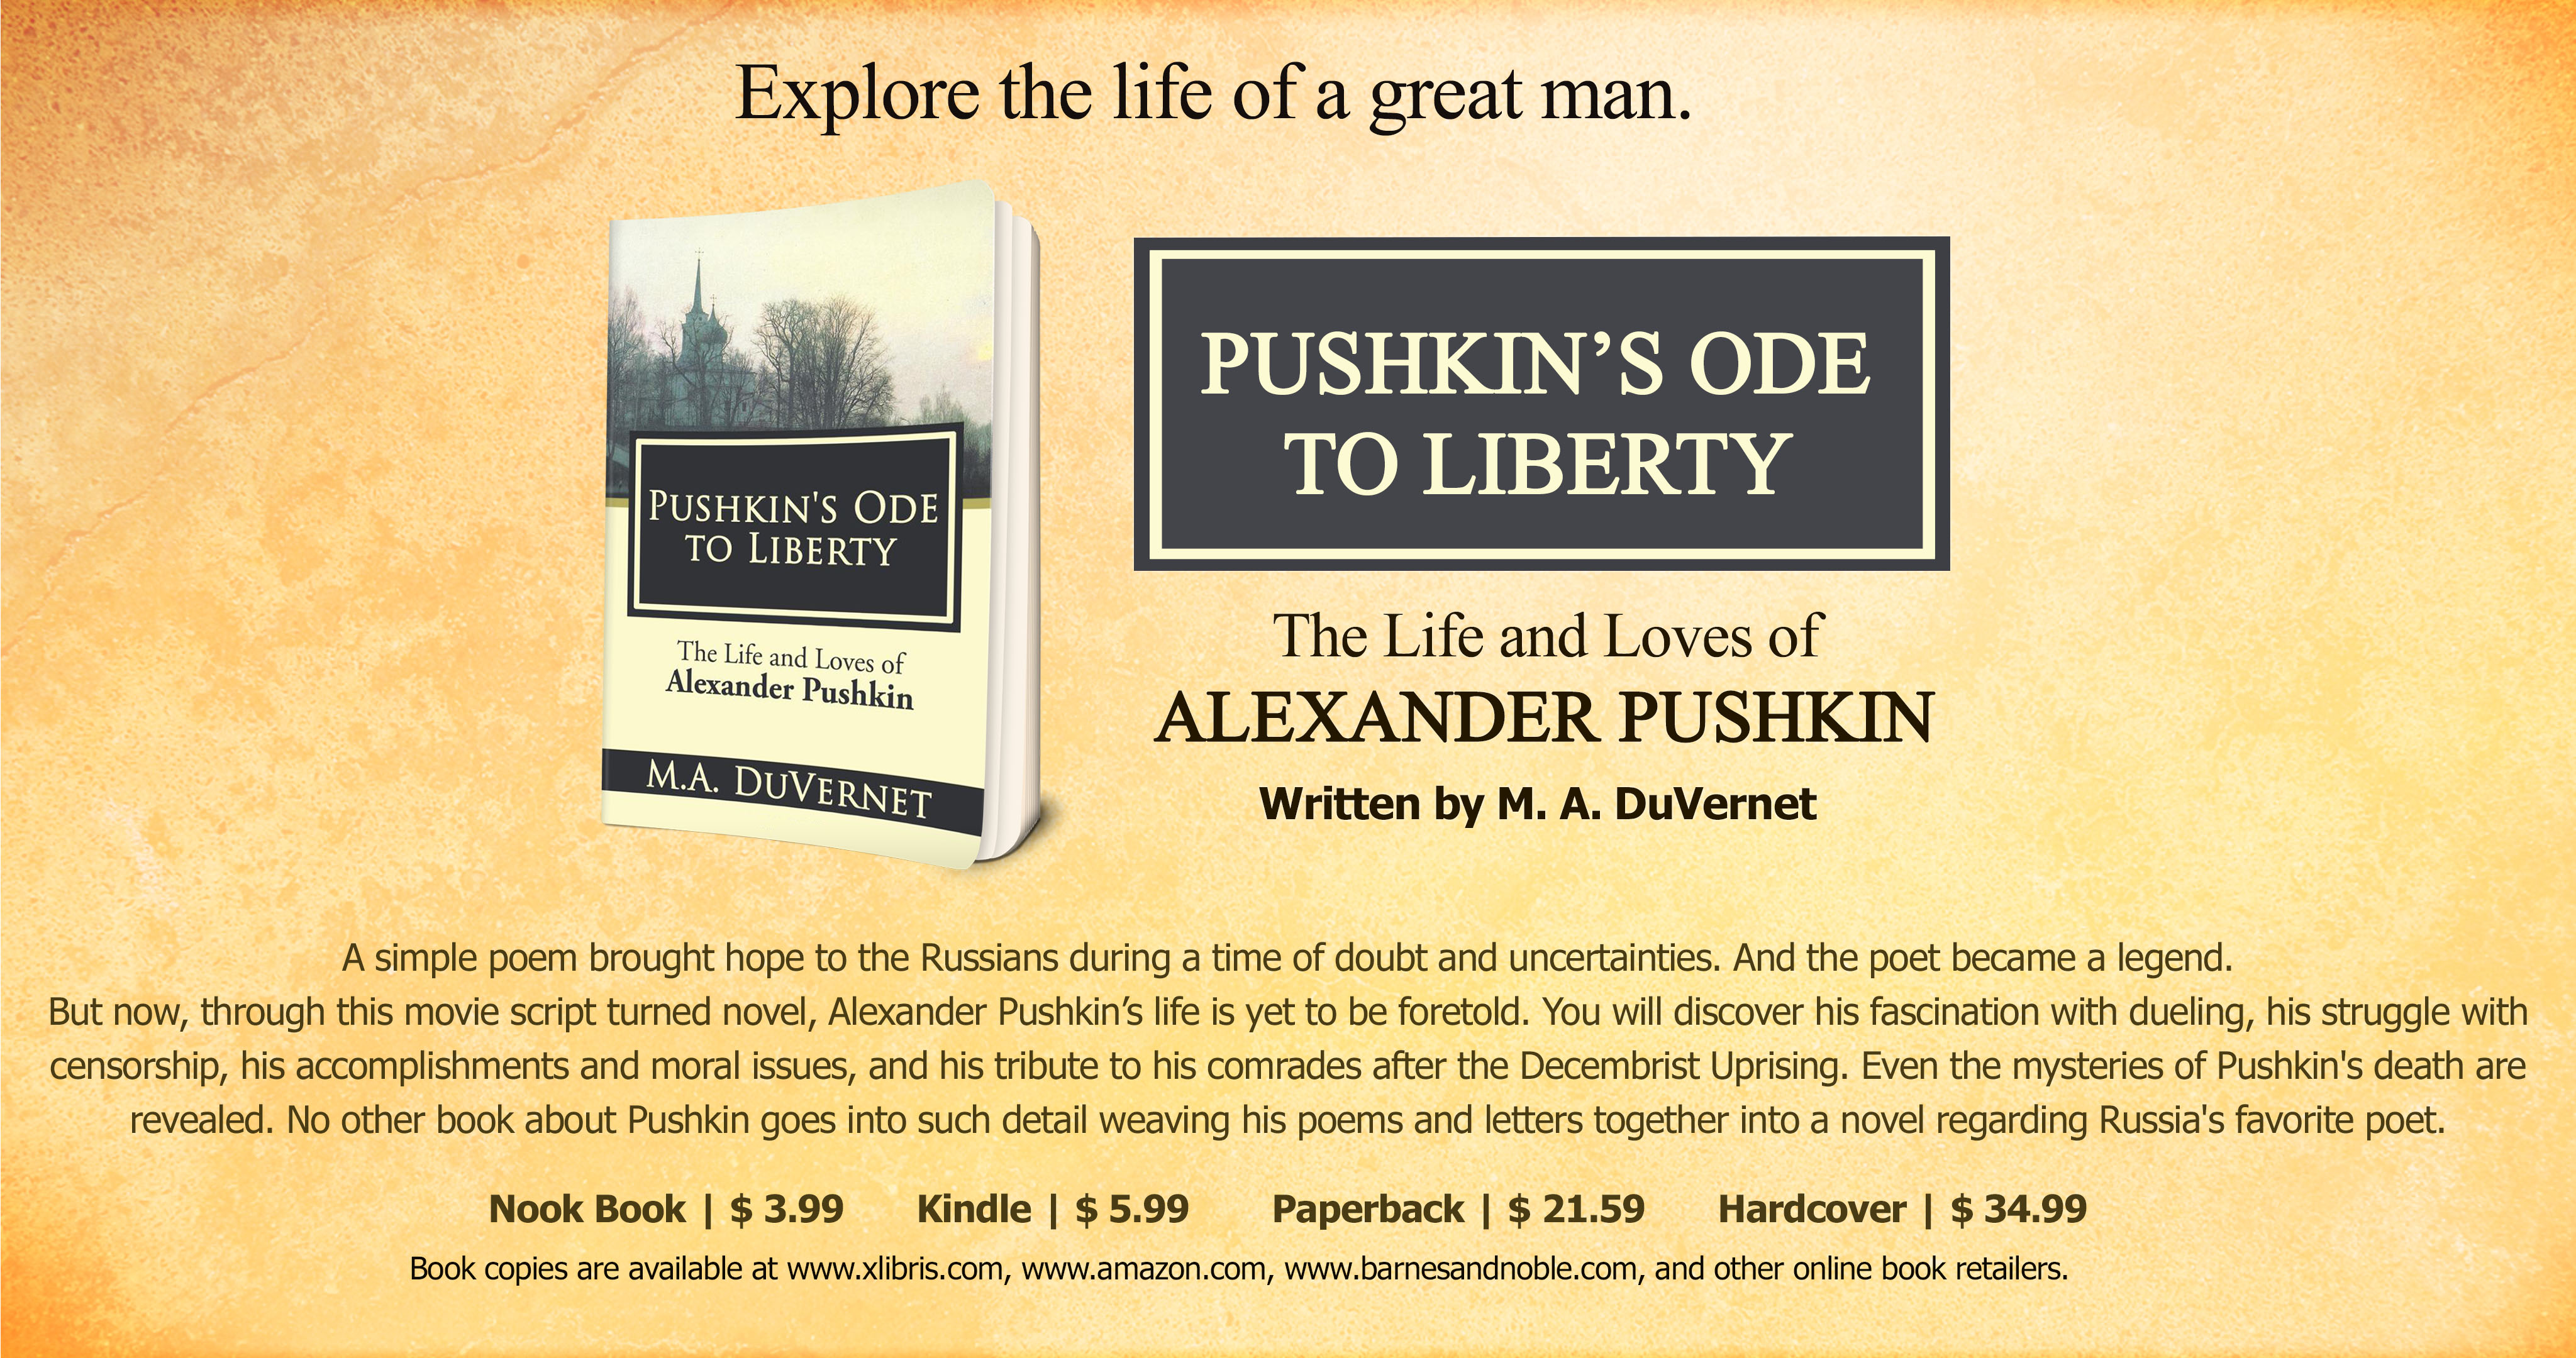 Explore the life of a great man.
PUSHKIN'S ODE
TO LIBERTY
The Life and Loves of
Alexander Pushkin
M.A. DUVERNET
PUSHKIN’S ODE
TO LIBERTY
The Life and Loves of
ALEXANDER PUSHKIN
Written by M. A. DuVernet
A simple poem brought hope to the Russians during a time of doubt and uncertainties. And the poet became a legend.
But now, through this movie script turned novel, Alexander Pushkin’s life is yet to be foretold. You will discover his fascination with dueling, his struggle with
censorship, his accomplishments and moral issues, and his tribute to his comrades after the Decembrist Uprising. Even the mysteries of Pushkin's death are
revealed. No other book about Pushkin goes into such detail weaving his poems and letters together into a novel regarding Russia's favorite poet.
Nook Book | $ 3.99 Kindle | $ 5.99 Paperback | $ 21.59 Hardcover | $ 34.99
Book copies are available at www.xlibris.com, www.amazon.com, www.barnesandnoble.com, and other online book retailers.